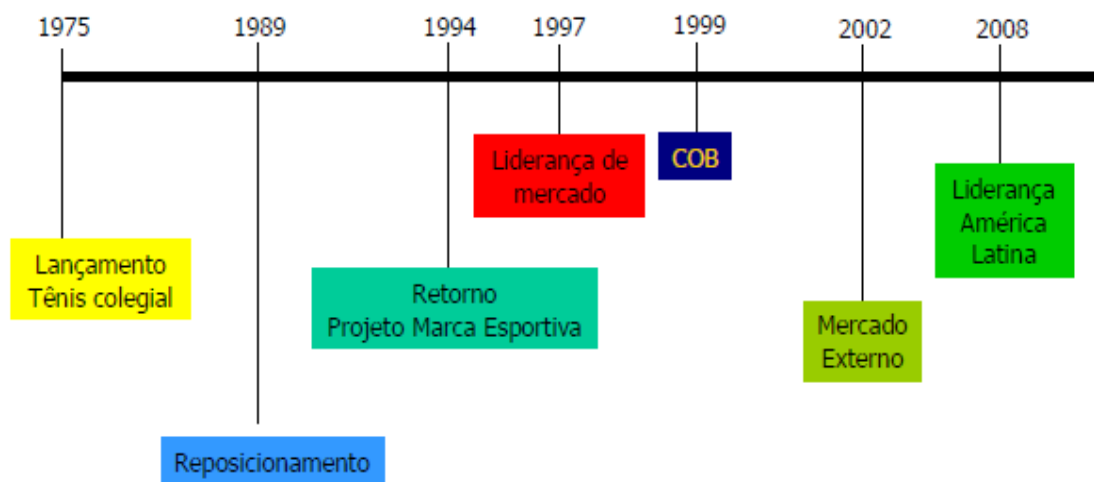 1975
1989
1994
1997
1999
2002
2008
Lançamento
Tênis colegial
Reposicionamento
Retorno
Projeto Marca Esportiva
Liderança de
mercado
COB
Mercado
Externo
Liderança
América
Latina